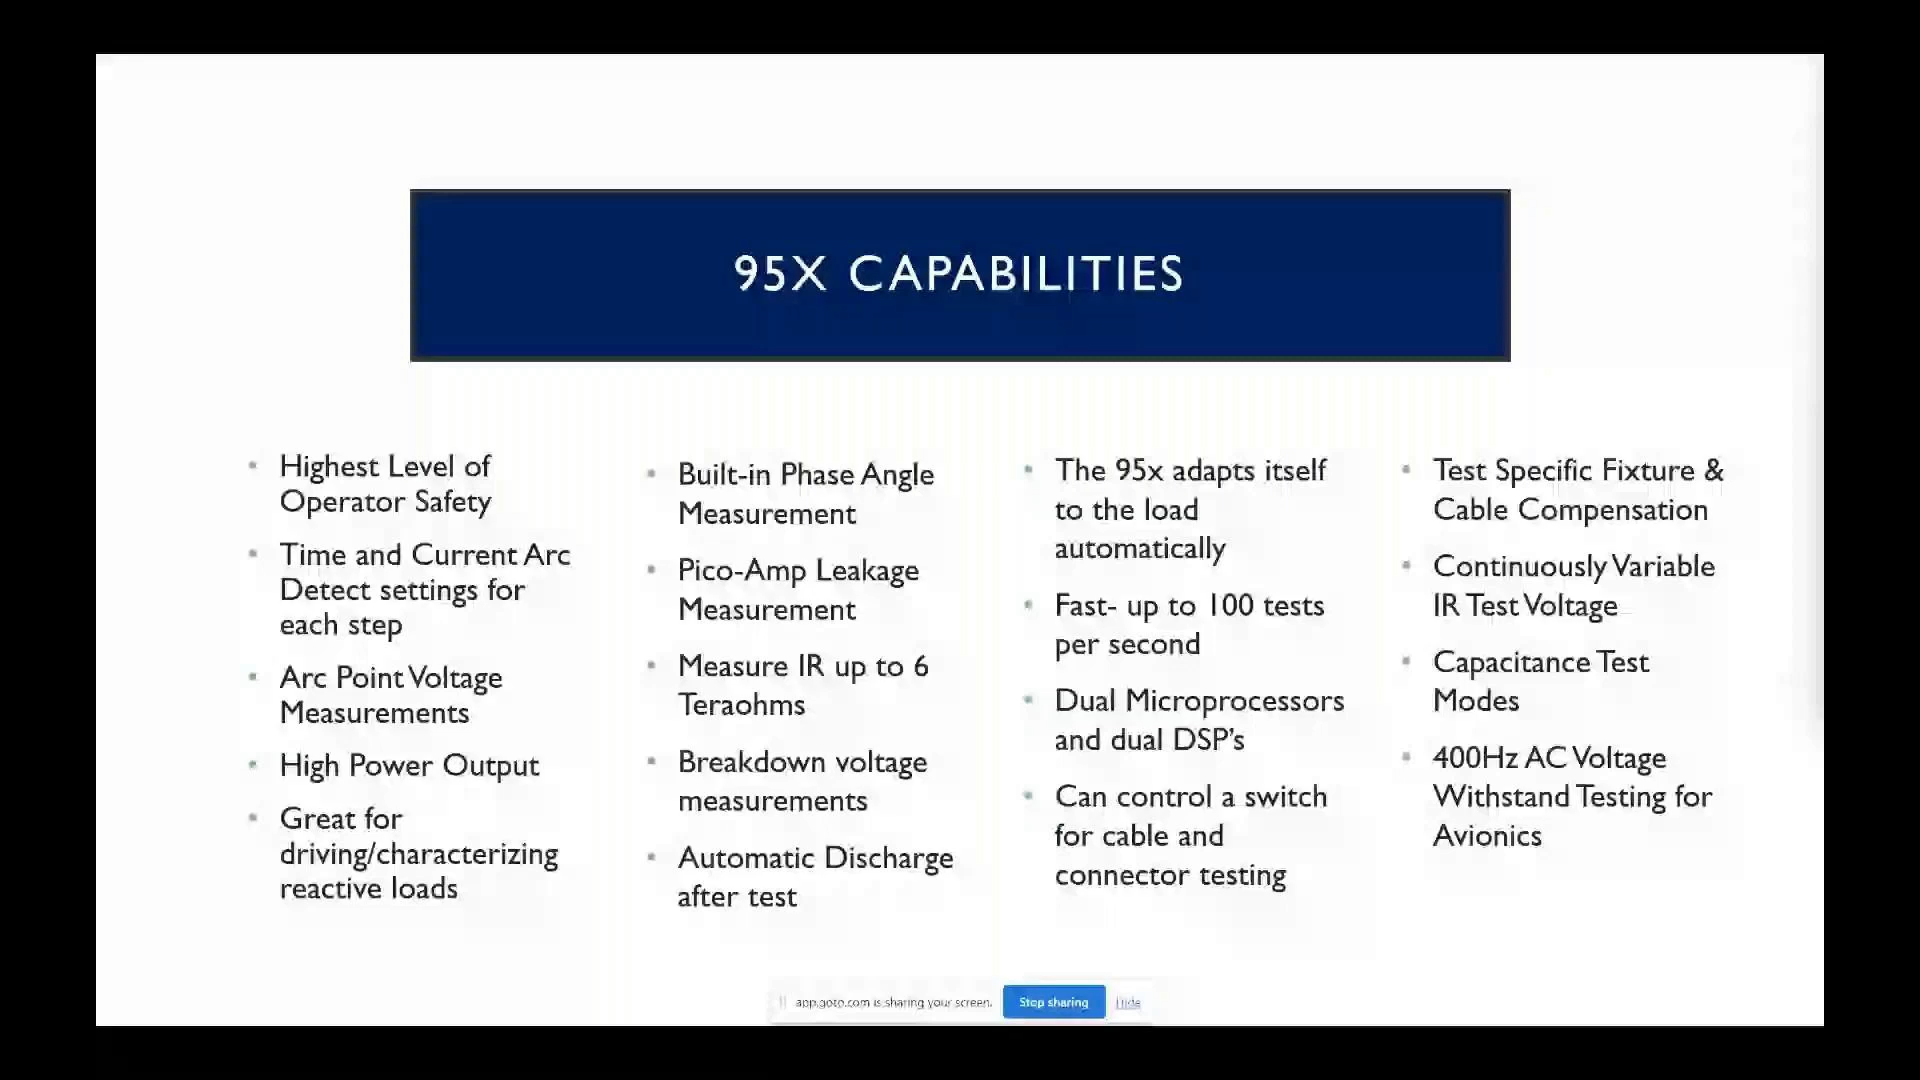 95X CAPABILITIES
Highest Level of
Operator Safety
Time and Current Arc
Detect settings for
each step
Arc Point Voltage
Measurements
High Power Output
Great for
driving/characterizing
reactive loads
Built-in Phase Angle
Measurement
Pico-Amp Leakage
Measurement
Measure IR up to 6
Teraohms
Breakdown voltage
measurements
Automatic Discharge
after test
The 95x adapts itself
to the load
automatically
Fast- up to 100 tests
per second
Dual Microprocessors
and dual DSP's
Can control a switch
for cable and
connector testing
Test Specific Fixture &
Cable Compensation
Continuously Variable
IR Test Voltage
Capacitance Test
Modes
400Hz AC Voltage
Withstand Testing for
Avionics
app.goto.com is sharing your screen. Stop sharing Hide